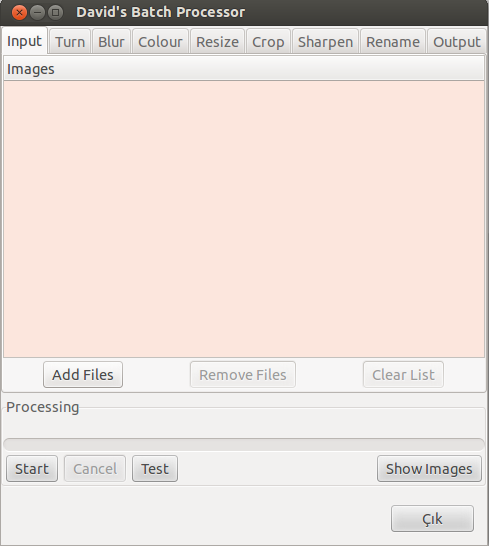 David's Batch Processor
Input Turn Blur Colour Resize Crop Sharpen Rename Output
Images
Add Files Remove Files Clear List
Processing
Start Cancel Test Show Images
Çık